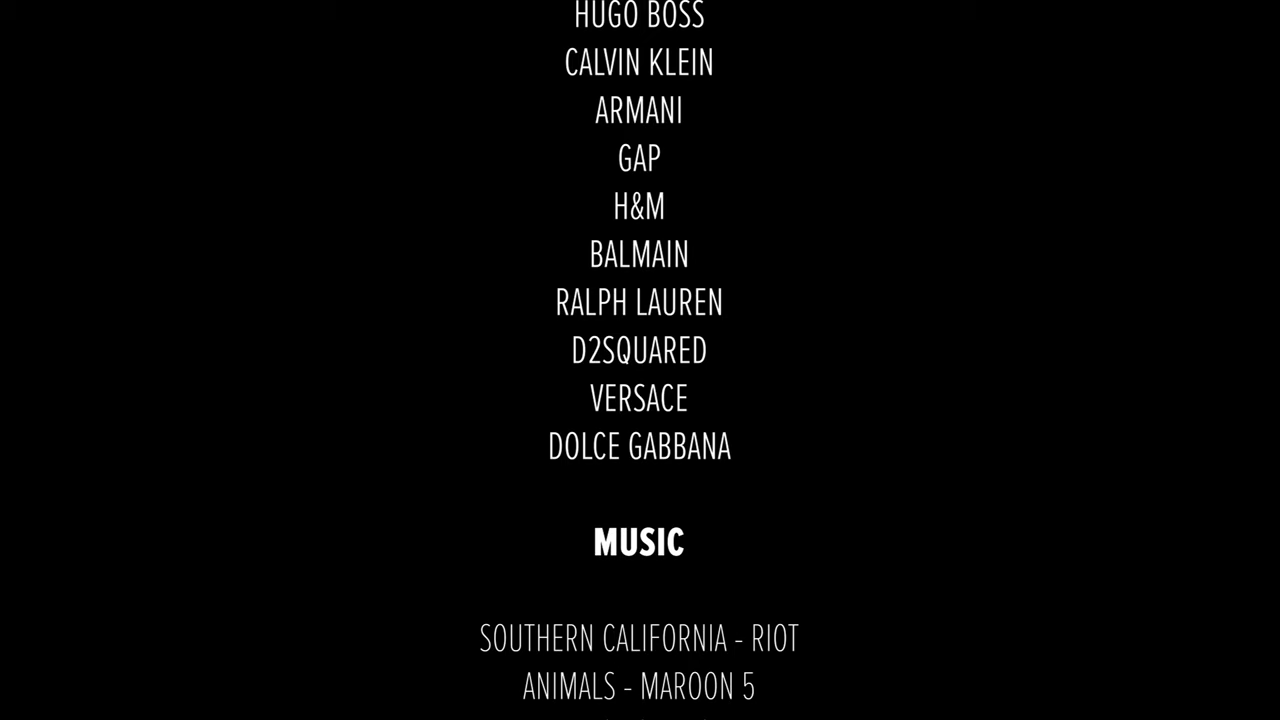 HUGO BOSS
CALVIN KLEIN
ARMANI
GAP
H&M
BALMAIN
RALPH LAUREN
D2SQUARED
VERSACE
DOLCE GABBANA
MUSIC
SOUTHERN CALIFORNIA - RIOT
ANIMALS - MAROON 5